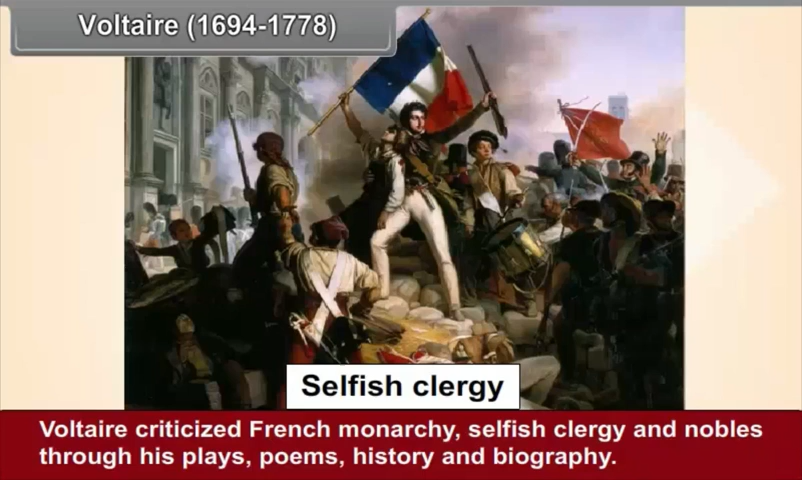 Voltaire (1694-1778)
Selfish clergy
Voltaire criticized French monarchy, selfish clergy and nobles
through his plays, poems, history and biography.